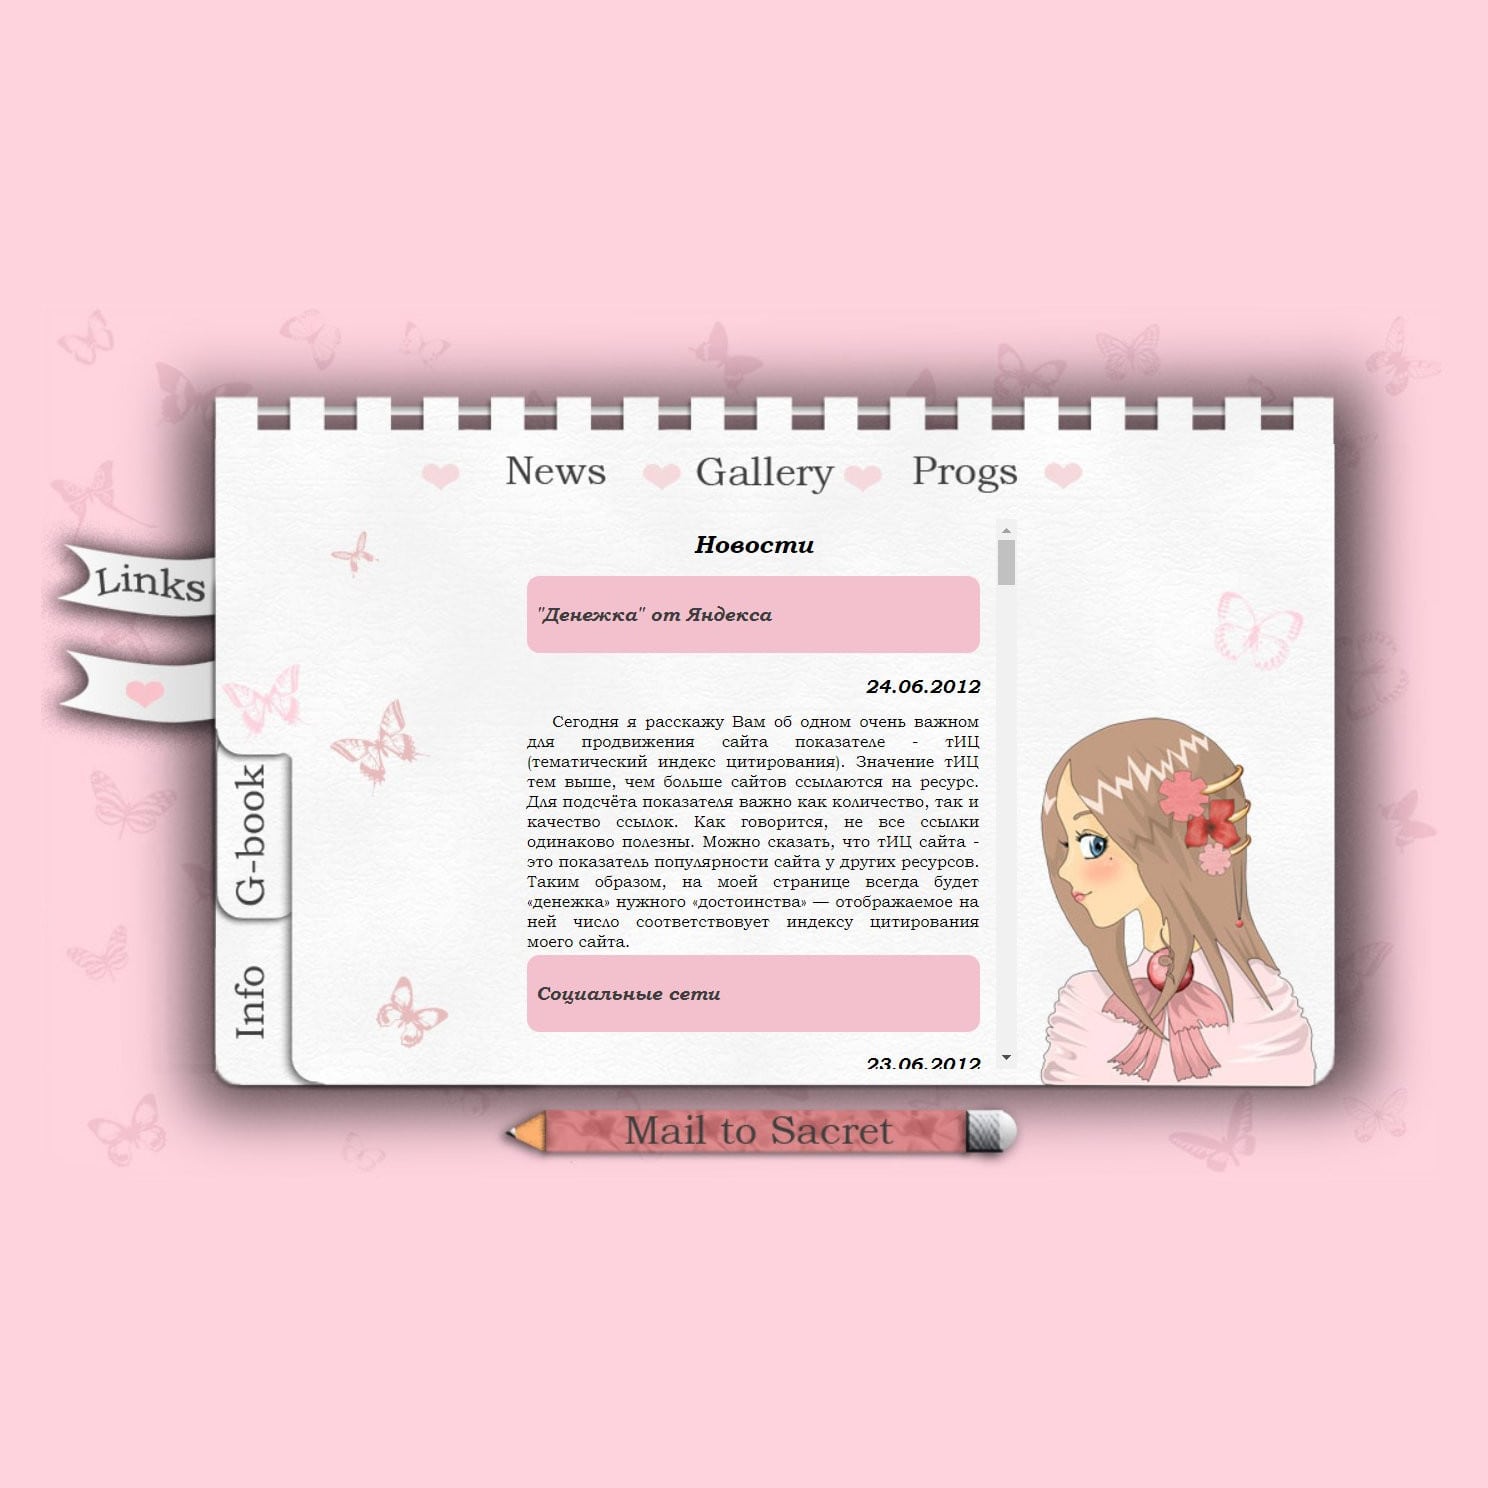 News Gallery Progs
Links
G-book
Info
Новости
"Денежка" от Яндекса
24.06.2012
Сегодня я расскажу Вам об одном очень важном
для продвижения сайта показателе - тИЦ
(тематический индекс цитирования). Значение тИЦ
тем выше, чем больше сайтов ссылаются на ресурс.
Для подсчёта показателя важно как количество, так и
качество ссылок. Как говорится, не все ссылки
одинаково полезны. Можно сказать, что тИЦ сайта -
это показатель популярности сайта у других ресурсов.
Таким образом, на моей странице всегда будет
«денежка» нужного «достоинства» — отображаемое на
ней число соответствовует индексу цитирования
моего сайта.
Социальные сети
23.06.2012
Mail to Sacret